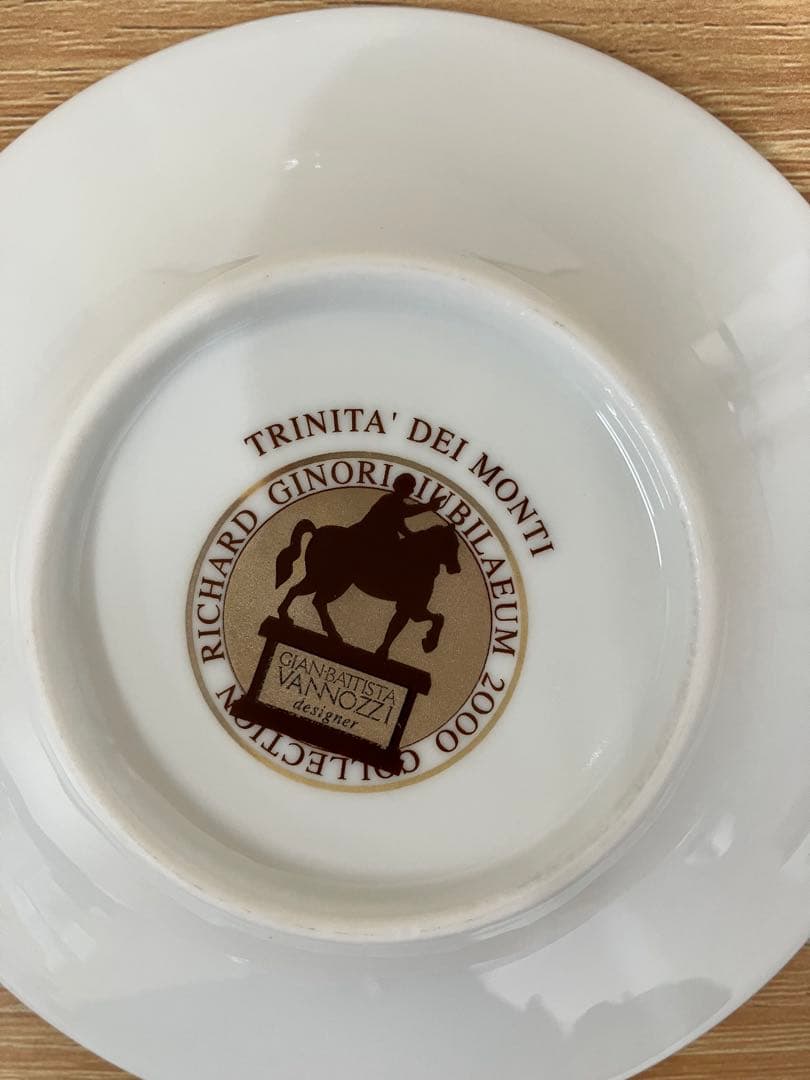 TRINITA' DEI MONTI
RICHARD GINORI IUBILAEUM 2000 COLLECTION
GIAN·BATTISTA
VANNOZZI
designer